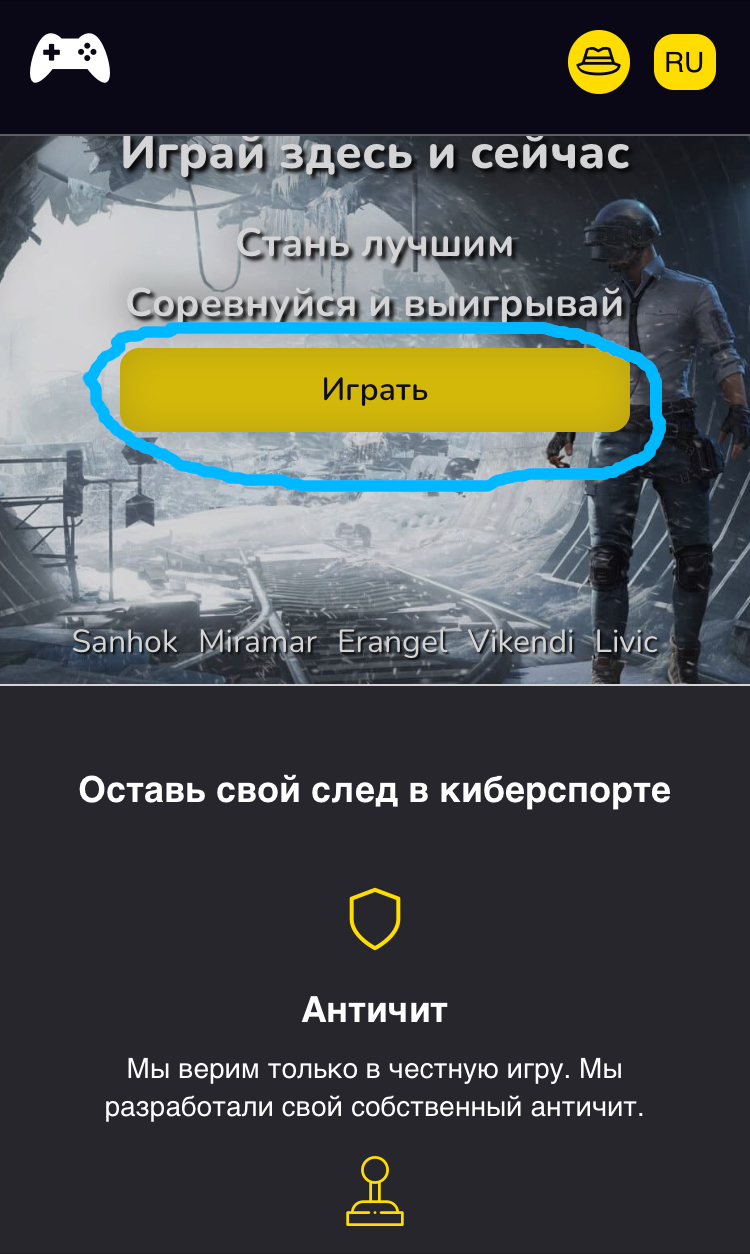 RU
Играй здесь и сейчас
Стань лучшим
Соревнуйся и выигрывай
Играть
Sanhok Miramar Erangel Vikendi Livic
Оставь свой след в киберспорте
Античит
Мы верим только в честную игру. Мы
разработали свой собственный античит.